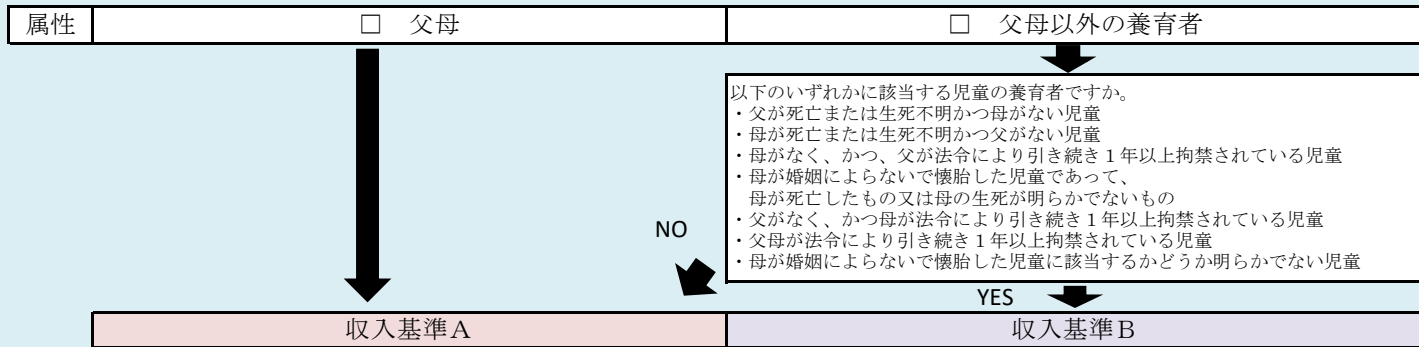 属性
□　父母
□　父母以外の養育者
以下のいずれかに該当する児童の養育者ですか。
・父が死亡または生死不明かつ母がない児童
・母が死亡または生死不明かつ父がない児童
・母がなく、かつ、父が法令により引き続き１年以上拘禁されている児童
・母が婚姻によらないで懐胎した児童であって、
　母が死亡したもの又は母の生死が明らかでないもの
・父がなく、かつ母が法令により引き続き１年以上拘禁されている児童
・父母が法令により引き続き１年以上拘禁されている児童
・母が婚姻によらないで懐胎した児童に該当するかどうか明らかでない児童
NO
YES
収入基準Ａ
収入基準Ｂ